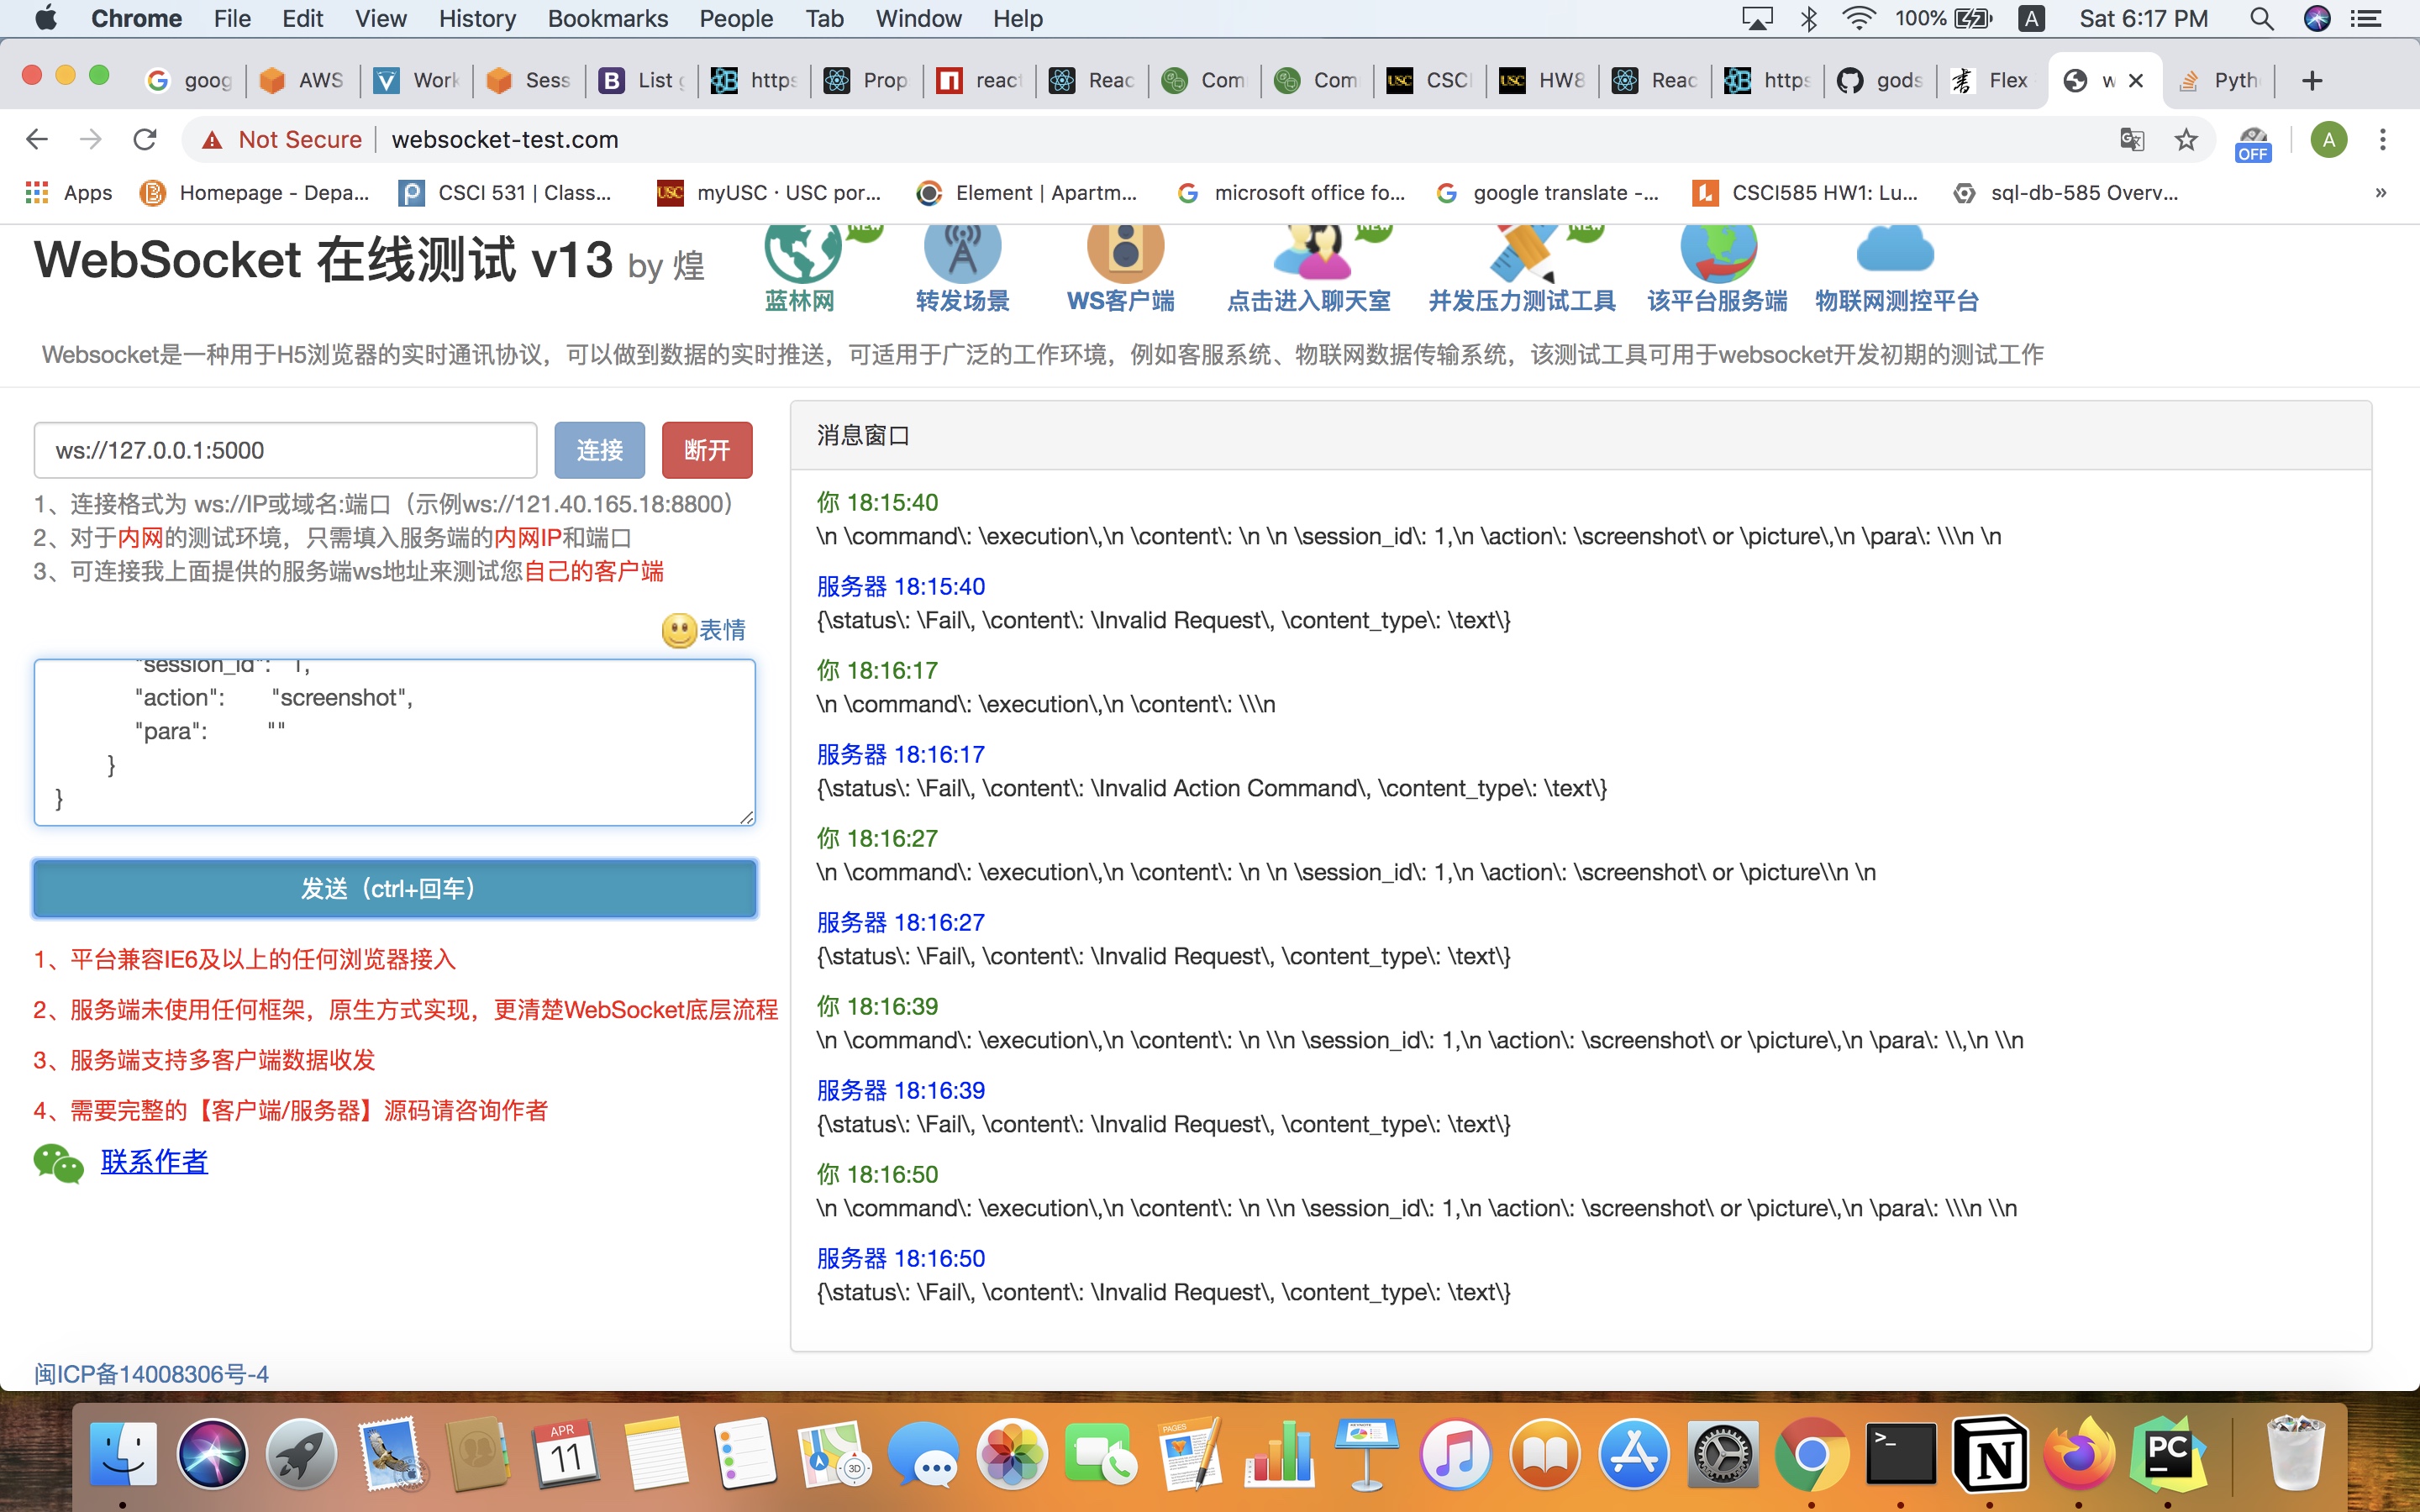 Chrome File Edit View History Bookmarks People Tab Window Help 100% A Sat 6:17 PM
goog AWS Work Sess List g https Prop react Reac Com Com CSCI HW8 Reac https gods Flex w Pyth
Not Secure websocket-test.com OFF A
Apps Homepage - Depa... CSCI 531 | Class... myUSC · USC por... Element | Apartm... microsoft office fo... google translate -... CSCI585 HW1: Lu... sql-db-585 Overv... »
WebSocket 在线测试 v13 by 煌
蓝林网 转发场景 WS客户端 点击进入聊天室 并发压力测试工具 该平台服务端 物联网测控平台
Websocket是一种用于H5浏览器的实时通讯协议，可以做到数据的实时推送，可适用于广泛的工作环境，例如客服系统、物联网数据传输系统，该测试工具可用于websocket开发初期的测试工作
ws://127.0.0.1:5000 连接 断开
1、连接格式为 ws://IP或域名:端口（示例ws://121.40.165.18:8800）
2、对于内网的测试环境，只需填入服务端的内网IP和端口
3、可连接我上面提供的服务端ws地址来测试您自己的客户端
表情
"session_id": 1,
"action": "screenshot",
"para": ""
}
}
发送（ctrl+回车）
1、平台兼容IE6及以上的任何浏览器接入
2、服务端未使用任何框架，原生方式实现，更清楚WebSocket底层流程
3、服务端支持多客户端数据收发
4、需要完整的【客户端/服务器】源码请咨询作者
联系作者
闽ICP备14008306号-4
消息窗口
你 18:15:40
\n \command\: \execution\,\n \content\: \n \n \session_id\: 1,\n \action\: \screenshot\ or \picture\,\n \para\: \\\n \n
服务器 18:15:40
{\status\: \Fail\, \content\: \Invalid Request\, \content_type\: \text\}
你 18:16:17
\n \command\: \execution\,\n \content\: \\\n
服务器 18:16:17
{\status\: \Fail\, \content\: \Invalid Action Command\, \content_type\: \text\}
你 18:16:27
\n \command\: \execution\,\n \content\: \n \n \session_id\: 1,\n \action\: \screenshot\ or \picture\\n \n
服务器 18:16:27
{\status\: \Fail\, \content\: \Invalid Request\, \content_type\: \text\}
你 18:16:39
\n \command\: \execution\,\n \content\: \n \\n \session_id\: 1,\n \action\: \screenshot\ or \picture\,\n \para\: \\,\n \\n
服务器 18:16:39
{\status\: \Fail\, \content\: \Invalid Request\, \content_type\: \text\}
你 18:16:50
\n \command\: \execution\,\n \content\: \n \\n \session_id\: 1,\n \action\: \screenshot\ or \picture\,\n \para\: \\\n \\n
服务器 18:16:50
{\status\: \Fail\, \content\: \Invalid Request\, \content_type\: \text\}
APR
11
3D
PAGES
PC